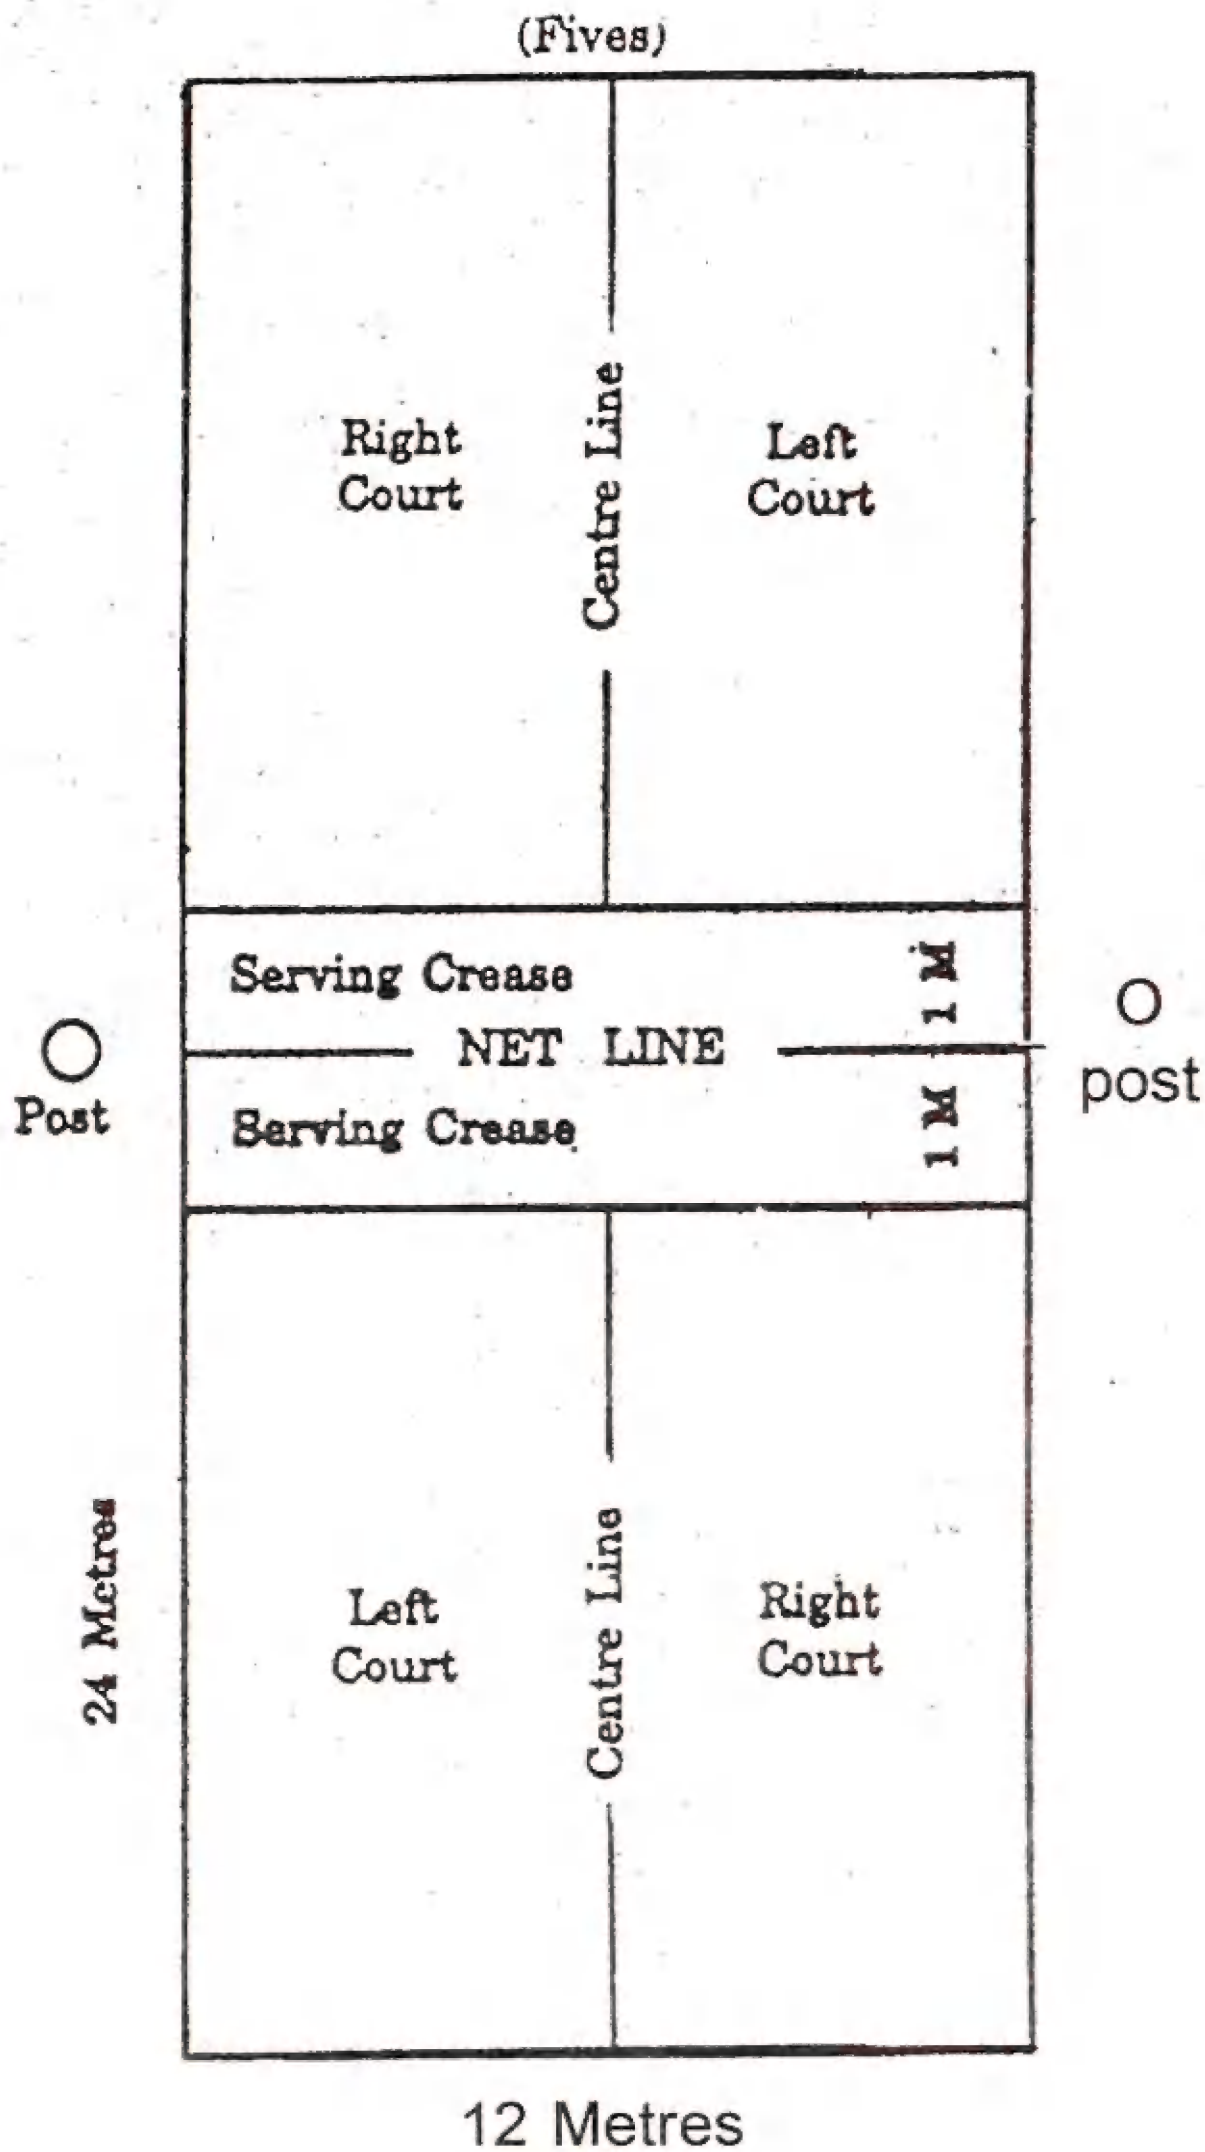 (Fives)
Right
Court
Centre Line
Left
Court
Serving Crease
1 M
NET LINE
Post
post
Serving Crease
1 M
24 Metres
Left
Court
Centre Line
Right
Court
12 Metres